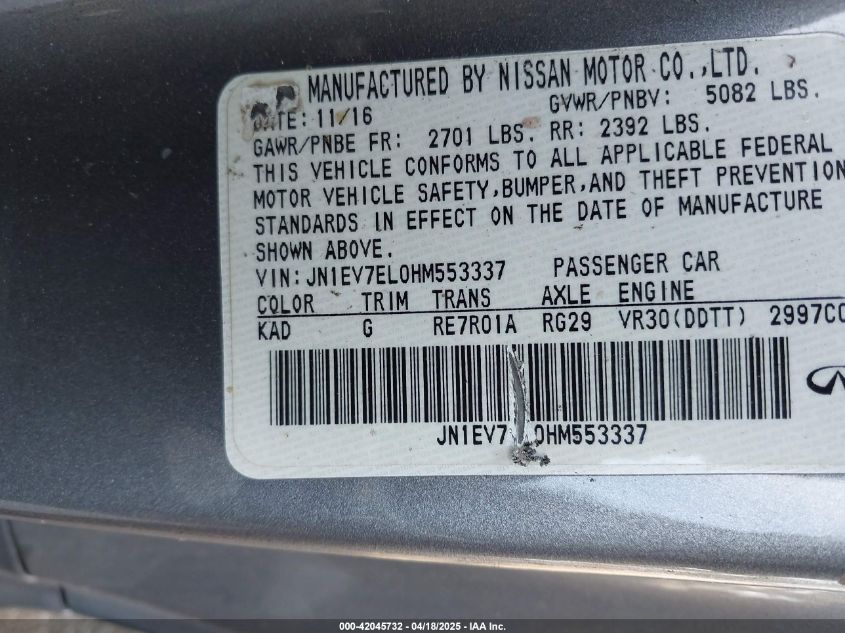 MANUFACTURED BY NISSAN MOTOR CO.,LTD.
DATE: 11/16 GVWR/PNBV: 5082 LBS.
GAWR/PNBE FR: 2701 LBS. RR: 2392 LBS.
THIS VEHICLE CONFORMS TO ALL APPLICABLE FEDERAL
MOTOR VEHICLE SAFETY,BUMPER,AND THEFT PREVENTION
STANDARDS IN EFFECT ON THE DATE OF MANUFACTURE
SHOWN ABOVE.
VIN:JN1EV7EL0HM553337 PASSENGER CAR
COLOR TRIM TRANS AXLE ENGINE
KAD G RE7R01A RG29 VR30(DDTT) 2997CC
JN1EV7 L0HM553337
000-42045732 - 04/18/2025 - IAA Inc.